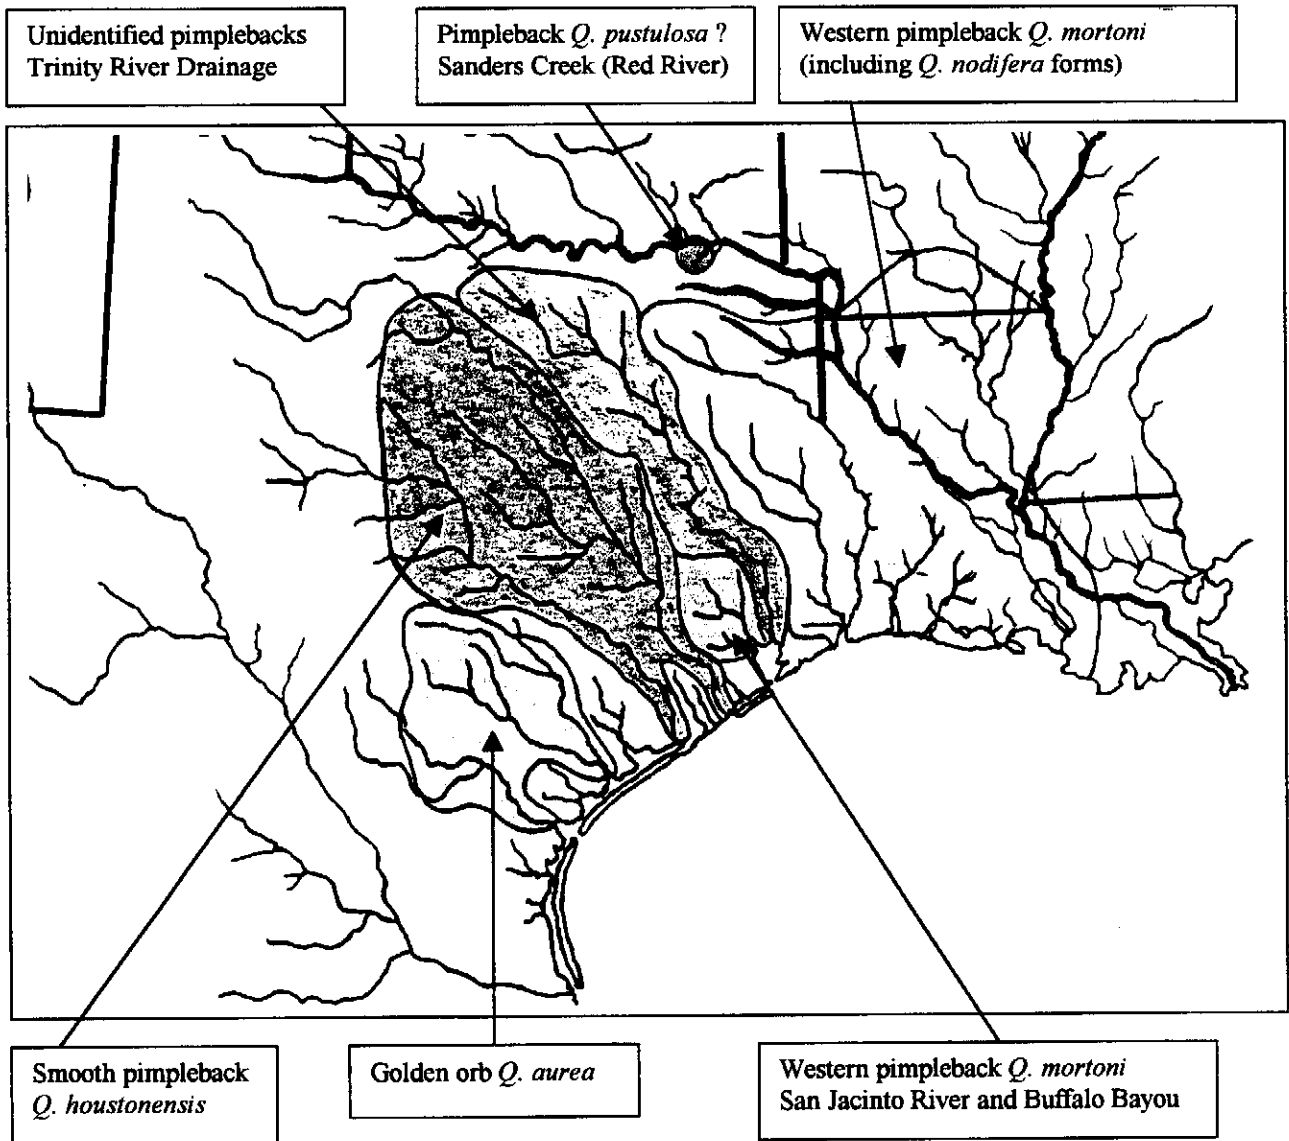 Unidentified pimplebacks
Trinity River Drainage
Pimpleback Q. pustulosa ?
Sanders Creek (Red River)
Western pimpleback Q. mortoni
(including Q. nodifera forms)
Smooth pimpleback
Q. houstonensis
Golden orb Q. aurea
Western pimpleback Q. mortoni
San Jacinto River and Buffalo Bayou